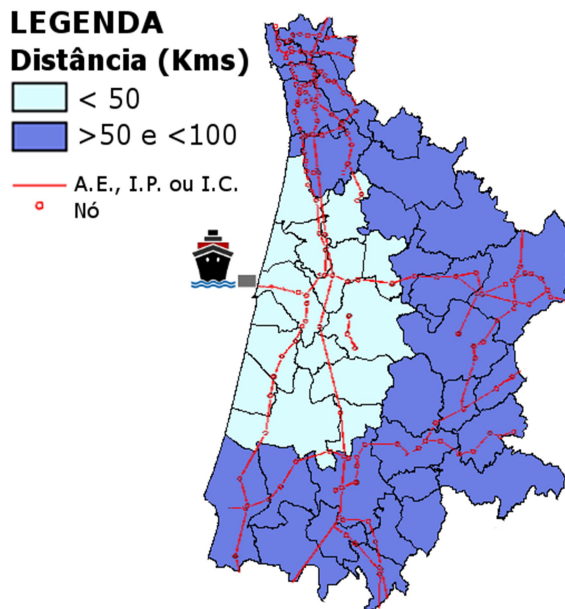 LEGENDA
Distância (Kms)
< 50
>50 e <100
A.E., I.P. ou I.C.
Nó